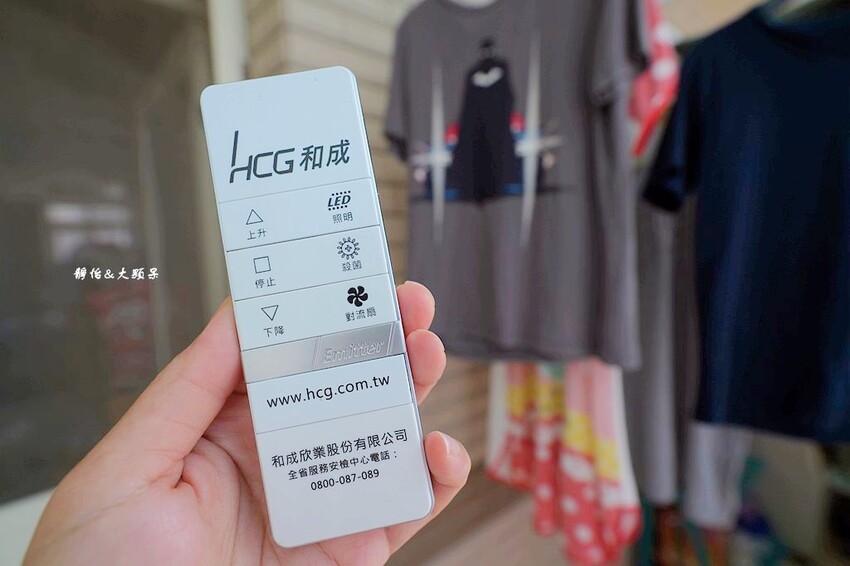 HCG 和成
LED
上升 照明
停止 殺菌
下降 對流扇
Emitter
www.hcg.com.tw
和成欣業股份有限公司
全省服務安檢中心電話：
0800-087-089
靜怡&大顆呆